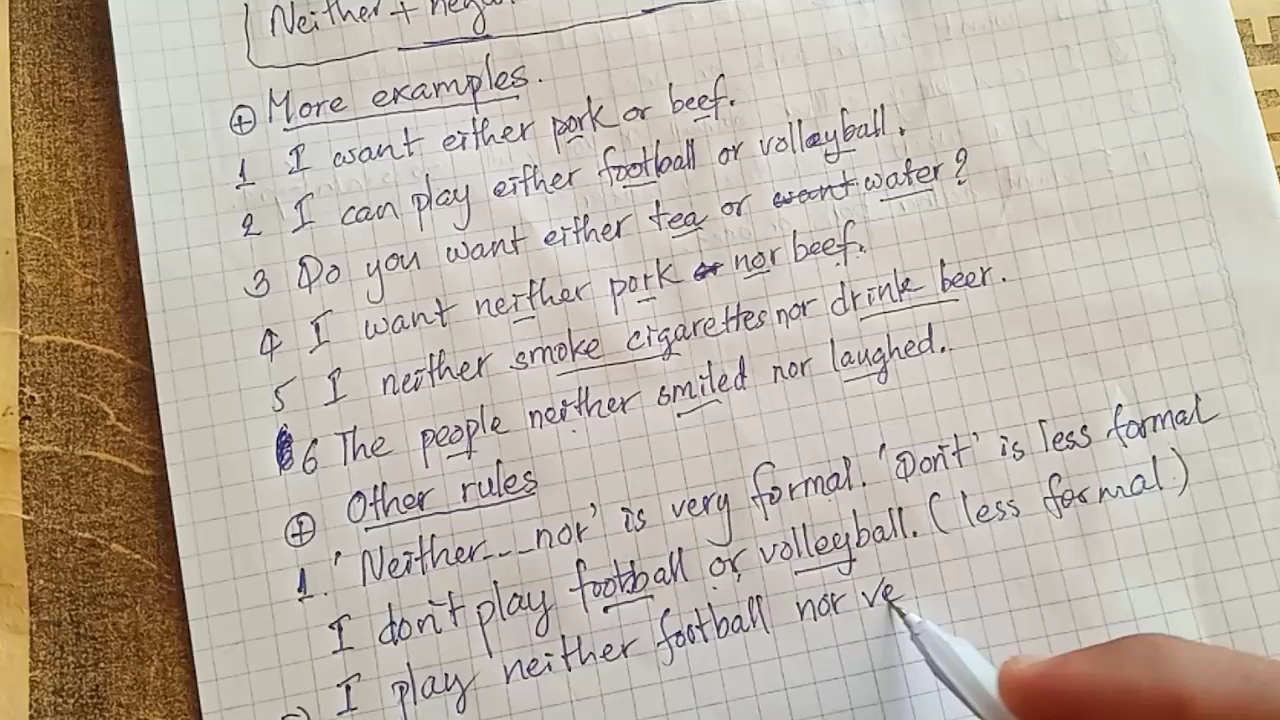 Neither +
⊕ More examples.
1 I want either pork or beef.
2 I can play either football or volleyball.
3 Do you want either tea or want water?
4 I want neither pork or nor beef.
5 I neither smoke cigarettes nor drink beer.
6 The people neither smiled nor laughed.
⊕ Other rules
1. 'Neither---nor' is very formal. 'Don't' is less formal
I don't play football or volleyball. (less formal)
I play neither football nor ve